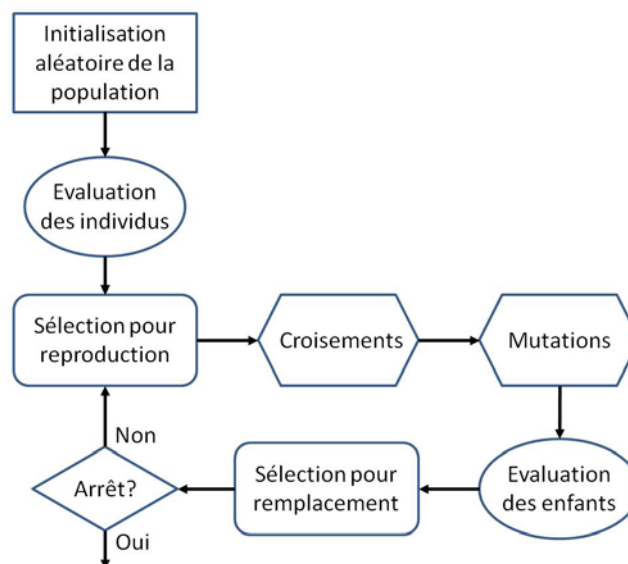 Initialisation
aléatoire de la
population
Evaluation
des individus
Sélection pour
reproduction
Croisements
Mutations
Evaluation
des enfants
Sélection pour
remplacement
Arrêt?
Non
Oui